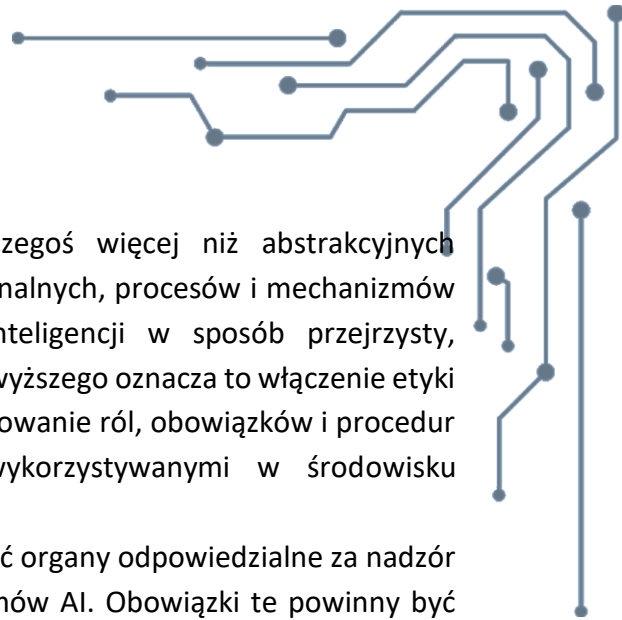 zegoś więcej niż abstrakcyjnych
nalnych, procesów i mechanizmów
nteligencji w sposób przejrzysty,
wyższego oznacza to włączenie etyki
owanie ról, obowiązków i procedur
wykorzystywanymi w środowisku
ć organy odpowiedzialne za nadzór
nów AI. Obowiązki te powinny być